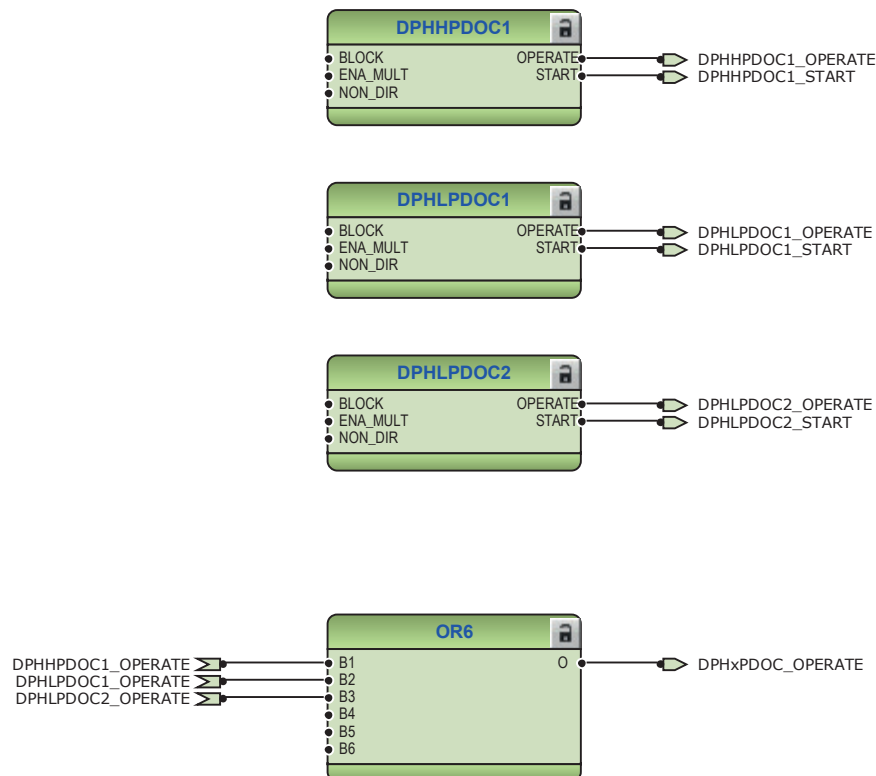 DPHHPDOC1
BLOCK OPERATE DPHHPDOC1_OPERATE
ENA_MULT START DPHHPDOC1_START
NON_DIR
DPHLPDOC1
BLOCK OPERATE DPHLPDOC1_OPERATE
ENA_MULT START DPHLPDOC1_START
NON_DIR
DPHLPDOC2
BLOCK OPERATE DPHLPDOC2_OPERATE
ENA_MULT START DPHLPDOC2_START
NON_DIR
OR6
DPHHPDOC1_OPERATE B1 O DPHxPDOC_OPERATE
DPHLPDOC1_OPERATE B2
DPHLPDOC2_OPERATE B3
B4
B5
B6